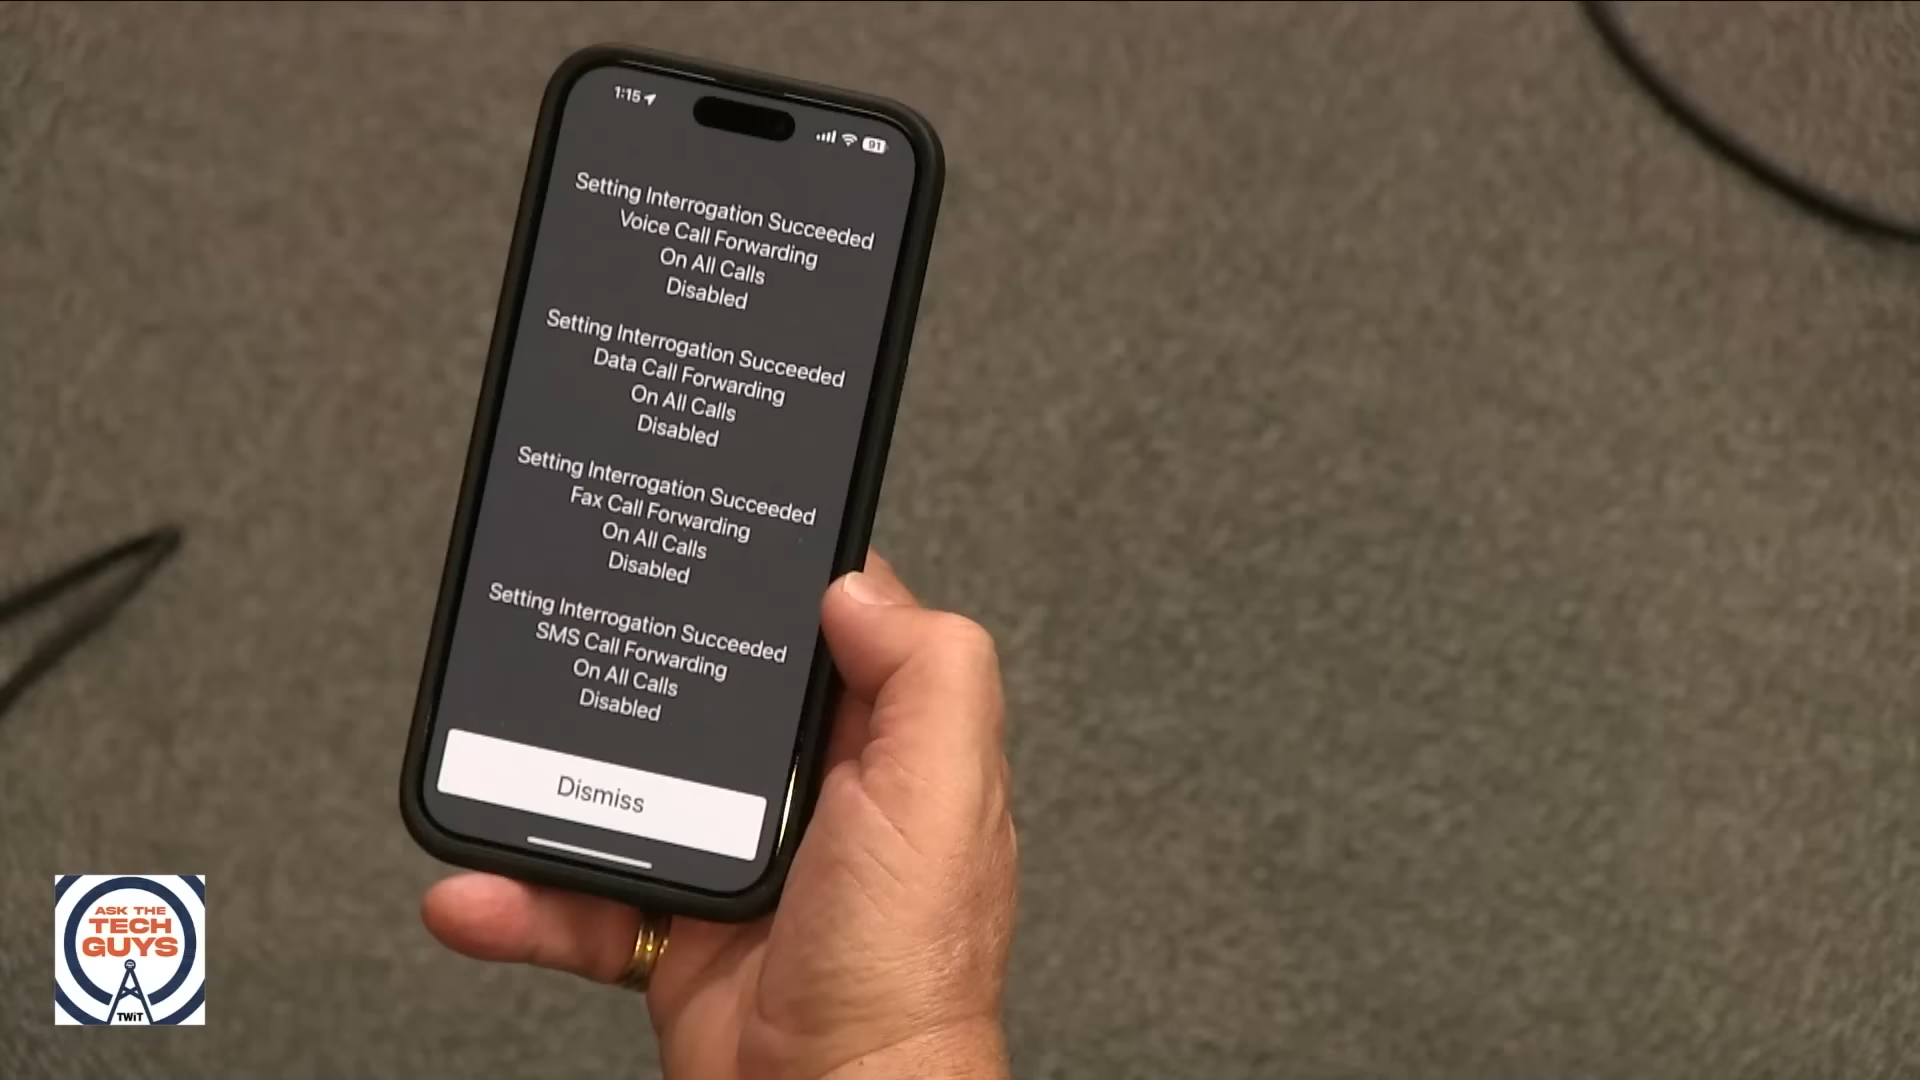 1:15
91
Setting Interrogation Succeeded
Voice Call Forwarding
On All Calls
Disabled
Setting Interrogation Succeeded
Data Call Forwarding
On All Calls
Disabled
Setting Interrogation Succeeded
Fax Call Forwarding
On All Calls
Disabled
Setting Interrogation Succeeded
SMS Call Forwarding
On All Calls
Disabled
Dismiss
ASK THE
TECH
GUYS
TWiT